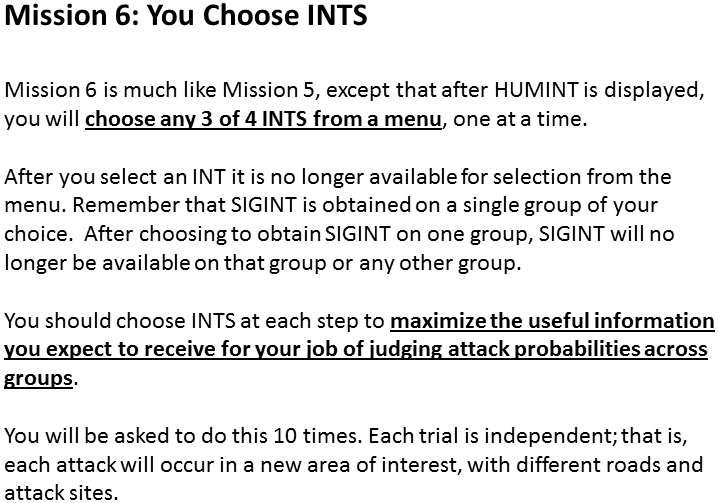 Mission 6: You Choose INTS
Mission 6 is much like Mission 5, except that after HUMINT is displayed,
you will choose any 3 of 4 INTS from a menu, one at a time.
After you select an INT it is no longer available for selection from the
menu. Remember that SIGINT is obtained on a single group of your
choice.  After choosing to obtain SIGINT on one group, SIGINT will no
longer be available on that group or any other group.
You should choose INTS at each step to maximize the useful information
you expect to receive for your job of judging attack probabilities across
groups.
You will be asked to do this 10 times. Each trial is independent; that is,
each attack will occur in a new area of interest, with different roads and
attack sites.